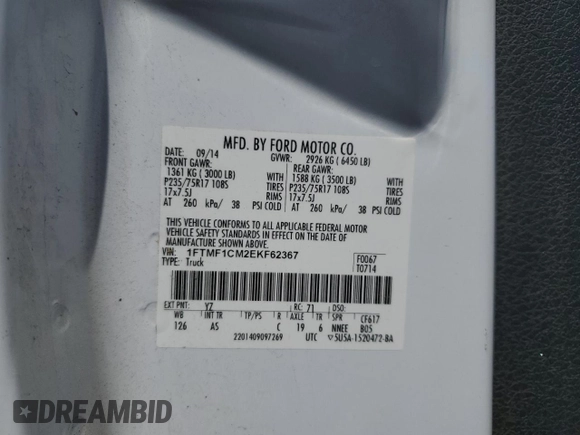 MFD. BY FORD MOTOR CO.
DATE: 09/14 GVWR: 2926 KG ( 6450 LB)
FRONT GAWR: REAR GAWR:
1361 KG ( 3000 LB) WITH 1588 KG ( 3500 LB) WITH
P235/75R17 108S TIRES P235/75R17 108S TIRES
17x7.5J RIMS 17x7.5J RIMS
AT 260 kPa/ 38 PSI COLD AT 260 kPa/ 38 PSI COLD
THIS VEHICLE CONFORMS TO ALL APPLICABLE FEDERAL MOTOR
VEHICLE SAFETY STANDARDS IN EFFECT ON THE DATE OF
MANUFACTURE SHOWN ABOVE.
VIN: 1FTMF1CM2EKF62367 F0067
TYPE: Truck T0714
EXT PNT: YZ RC: 71 DSO:
WB INT TR TP/PS R AXLE TR SPR CF617
126 AS C 19 6 NNEE B05
2201409097269 UTC ▽5U5A-1520472-BA
DREAMBID